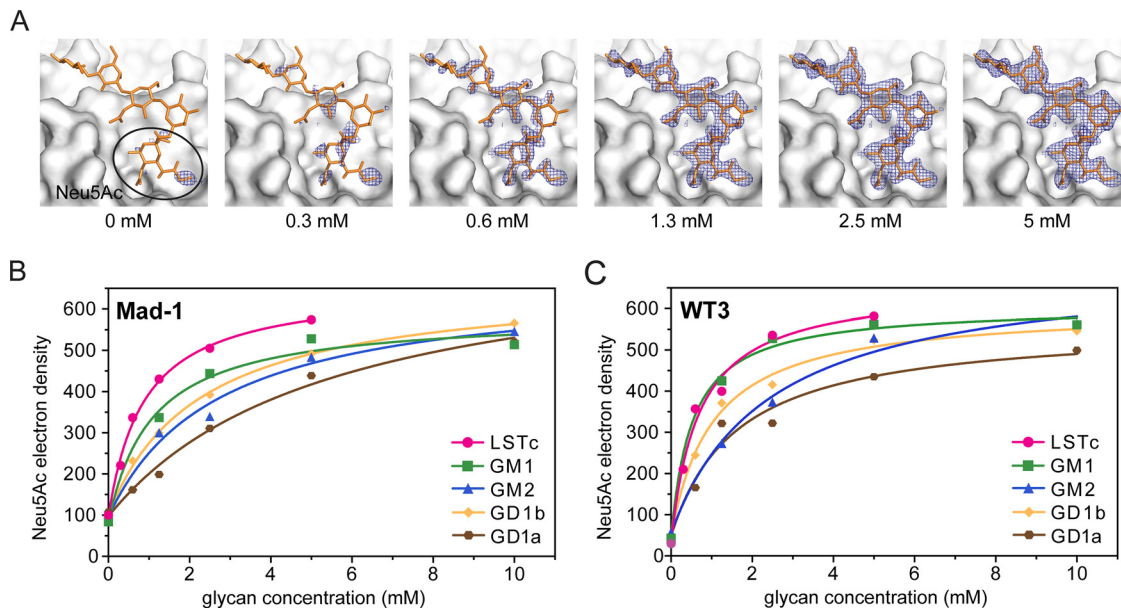 A
Neu5Ac
0 mM
0.3 mM
0.6 mM
1.3 mM
2.5 mM
5 mM
B
Mad-1
600
500
400
300
200
100
0
Neu5Ac electron density
0 2 4 6 8 10
glycan concentration (mM)
LSTc
GM1
GM2
GD1b
GD1a
C
WT3
600
500
400
300
200
100
0
Neu5Ac electron density
0 2 4 6 8 10
glycan concentration (mM)
LSTc
GM1
GM2
GD1b
GD1a